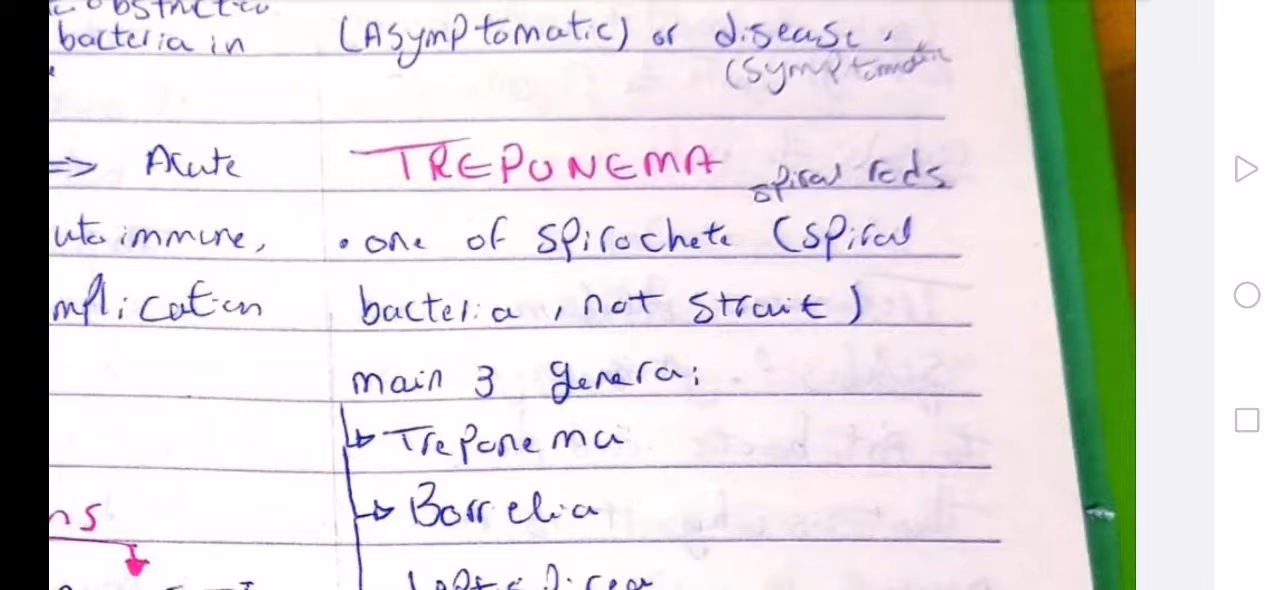 bacteria in
=> Acute
uto immune,
mplication
ns
(Asymptomatic) or disease.
(Symptomatic
TREPONEMA spiral rods
• one of spirochete (spiral
bacteria, not strait)
main 3 genera:
Treponema
Borrelia